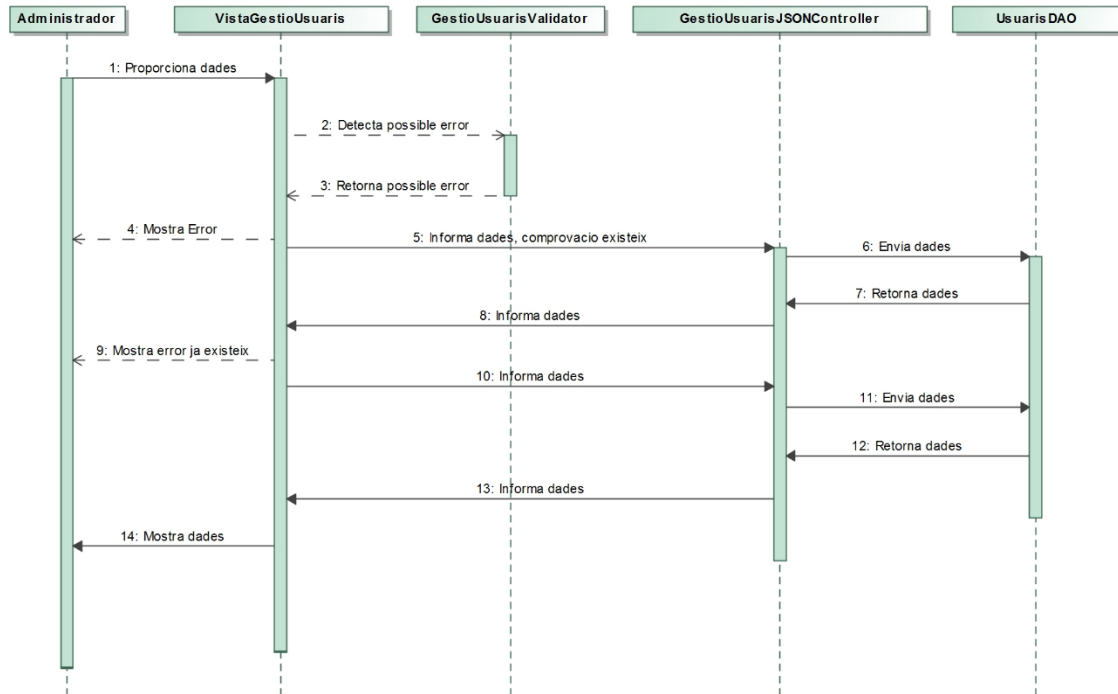 Administrador
VistaGestioUsuaris
GestioUsuarisValidator
GestioUsuarisJSONController
UsuarisDAO
1: Proporciona dades
2: Detecta possible error
3: Retorna possible error
4: Mostra Error
5: Informa dades, comprovacio existeix
6: Envia dades
7: Retorna dades
8: Informa dades
9: Mostra error ja existeix
10: Informa dades
11: Envia dades
12: Retorna dades
13: Informa dades
14: Mostra dades